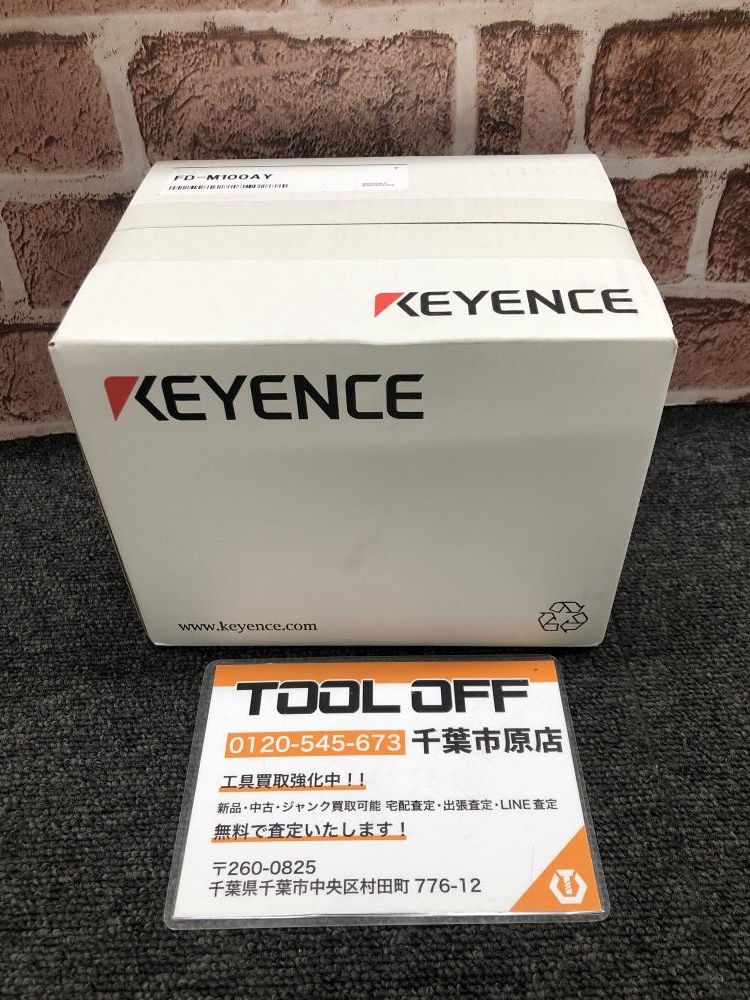 FD-M100AY
KEYENCE
KEYENCE
www.keyence.com
TOOL OFF
0120-545-673 千葉市原店
工具買取強化中！！
新品・中古・ジャンク買取可能 宅配査定・出張査定・LINE査定
無料で査定いたします！
〒260-0825
千葉県千葉市中央区村田町 776-12